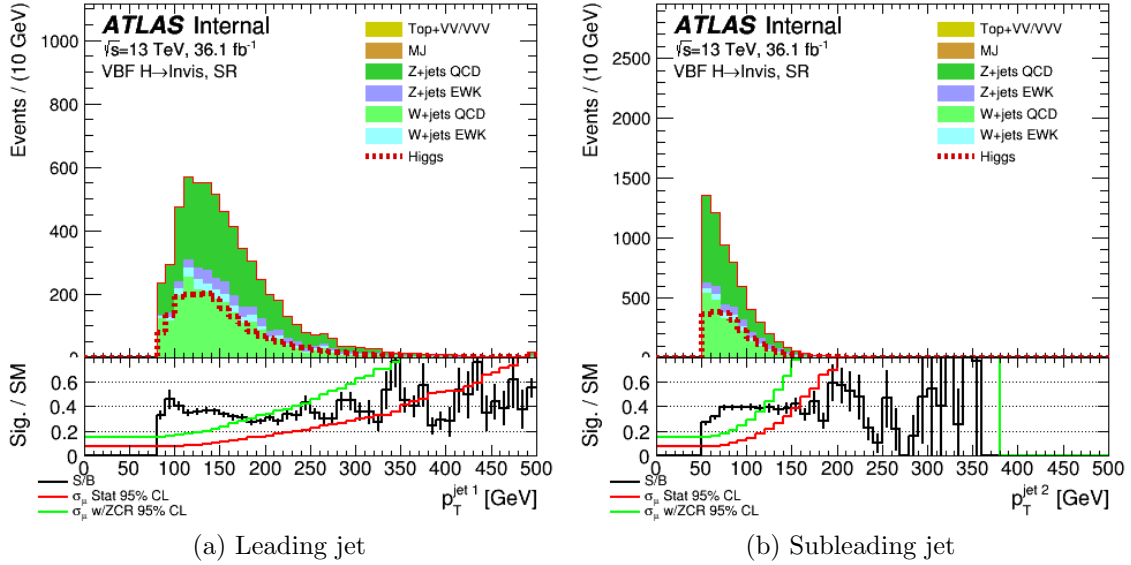 ATLAS Internal
√s=13 TeV, 36.1 fb-1
VBF H→Invis, SR
Top+VV/VVV
MJ
Z+jets QCD
Z+jets EWK
W+jets QCD
W+jets EWK
Higgs
Events / (10 GeV)
1000
800
600
400
200
0
Sig. / SM
0.6
0.4
0.2
0
0 50 100 150 200 250 300 350 400 450 500
p_T^jet 1 [GeV]
S/B
σμ Stat 95% CL
σμ w/ZCR 95% CL
(a) Leading jet
ATLAS Internal
√s=13 TeV, 36.1 fb-1
VBF H→Invis, SR
Top+VV/VVV
MJ
Z+jets QCD
Z+jets EWK
W+jets QCD
W+jets EWK
Higgs
Events / (10 GeV)
2500
2000
1500
1000
500
0
Sig. / SM
0.6
0.4
0.2
0
0 50 100 150 200 250 300 350 400 450 500
p_T^jet 2 [GeV]
S/B
σμ Stat 95% CL
σμ w/ZCR 95% CL
(b) Subleading jet